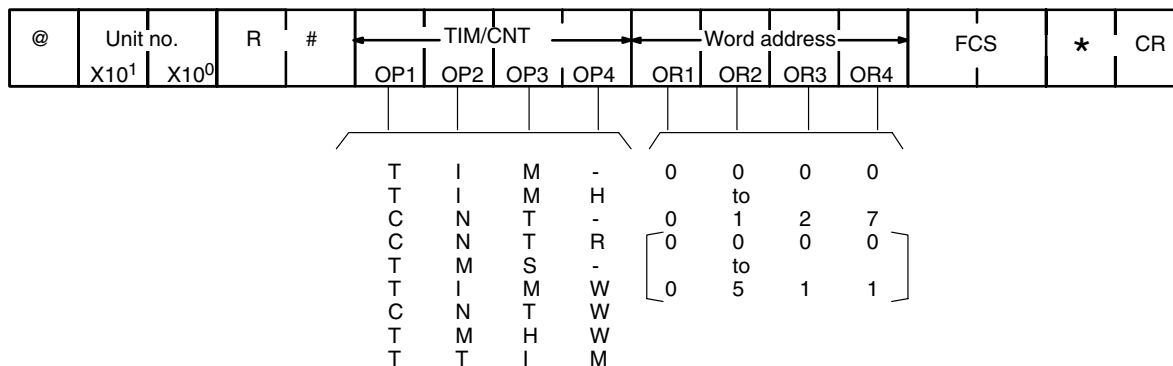 @ Unit no. R # TIM/CNT Word address FCS * CR
X10¹ X10⁰ OP1 OP2 OP3 OP4 OR1 OR2 OR3 OR4
T I M - 0 0 0 0
T I M H to
C N T - 0 1 2 7
C N T R 0 0 0 0
T M S - to
T I M W 0 5 1 1
C N T W
T M H W
T T I M